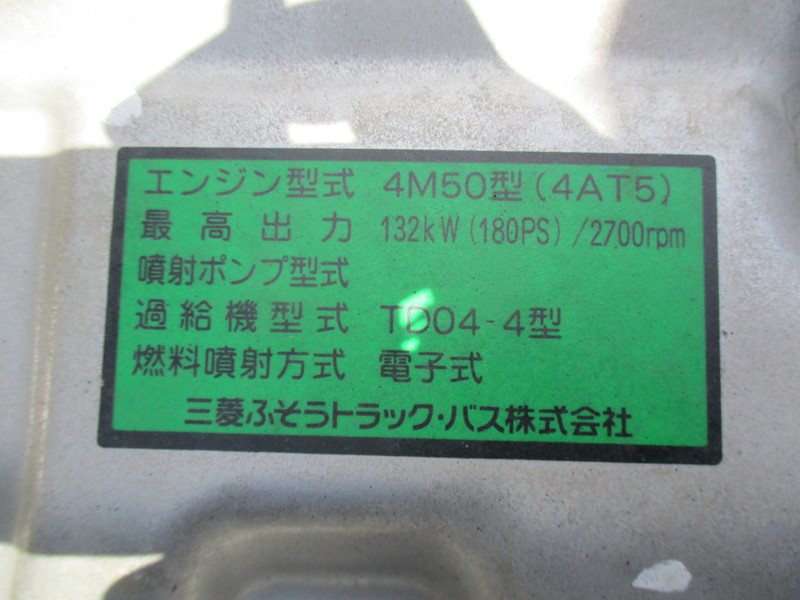 エンジン型式 4M50型(4AT5)
最高出力 132kW(180PS)/2700rpm
噴射ポンプ型式
過給機型式 TD04-4型
燃料噴射方式 電子式
三菱ふそうトラック・バス株式会社